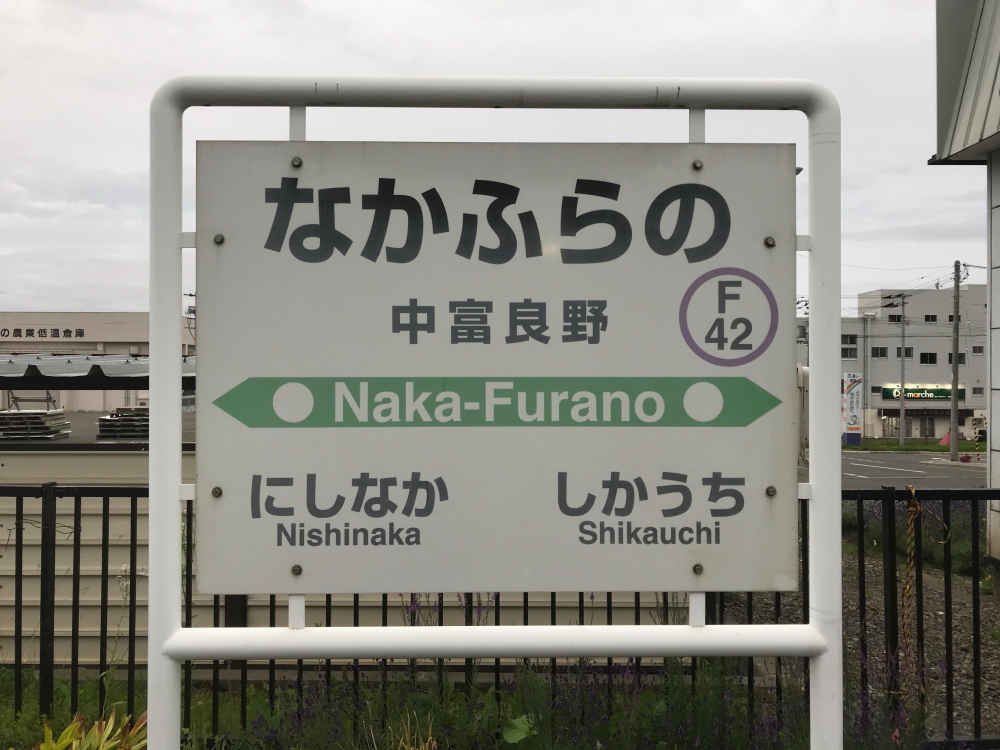 なかふらの
中富良野
F
42
Naka-Furano
にしなか
Nishinaka
しかうち
Shikauchi
の農業低温倉庫
marche